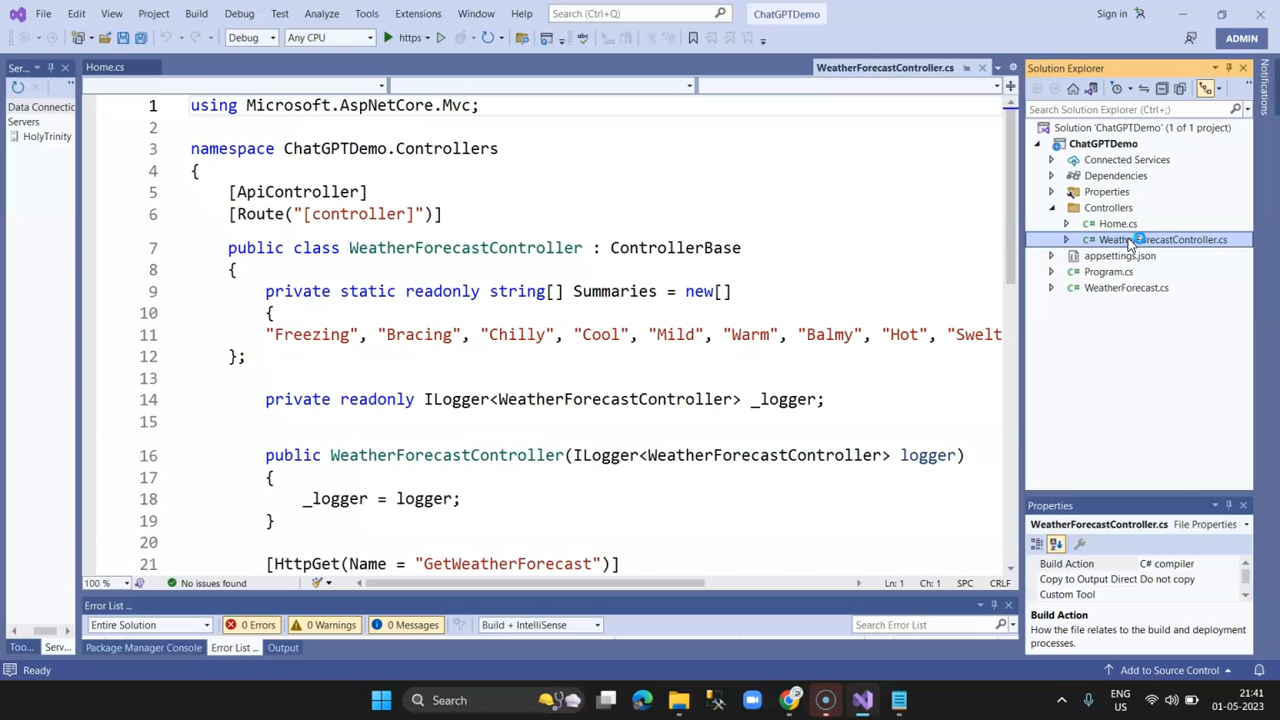 File Edit View Project Build Debug Test Analyze Tools Extensions Window Help Search (Ctrl+Q) ChatGPTDemo Sign in
Debug Any CPU https ADMIN
Ser... Home.cs WeatherForecastController.cs Solution Explorer
Search Solution Explorer (Ctrl+;)
Data Connectio
Servers
HolyTrinity
1 using Microsoft.AspNetCore.Mvc;
2
3 namespace ChatGPTDemo.Controllers
4 {
5 [ApiController]
6 [Route("[controller]")]
7 public class WeatherForecastController : ControllerBase
8 {
9 private static readonly string[] Summaries = new[]
10 {
11 "Freezing", "Bracing", "Chilly", "Cool", "Mild", "Warm", "Balmy", "Hot", "Swelt
12 };
13
14 private readonly ILogger<WeatherForecastController> _logger;
15
16 public WeatherForecastController(ILogger<WeatherForecastController> logger)
17 {
18 _logger = logger;
19 }
20
21 [HttpGet(Name = "GetWeatherForecast")]
100 % No issues found Ln: 1 Ch: 1 SPC CRLF
Solution 'ChatGPTDemo' (1 of 1 project)
ChatGPTDemo
Connected Services
Dependencies
Properties
Controllers
C# Home.cs
C# WeatherForecastController.cs
appsettings.json
C# Program.cs
C# WeatherForecast.cs
Properties
WeatherForecastController.cs File Properties
Build Action C# compiler
Copy to Output Direct Do not copy
Custom Tool
Build Action
How the file relates to the build and deployment
processes.
Error List ...
Entire Solution 0 Errors 0 Warnings 0 Messages Build + IntelliSense Search Error List
Too... Serv... Package Manager Console Error List ... Output
Notifications
Ready Add to Source Control
Search ENG
US 21:41
01-05-2023